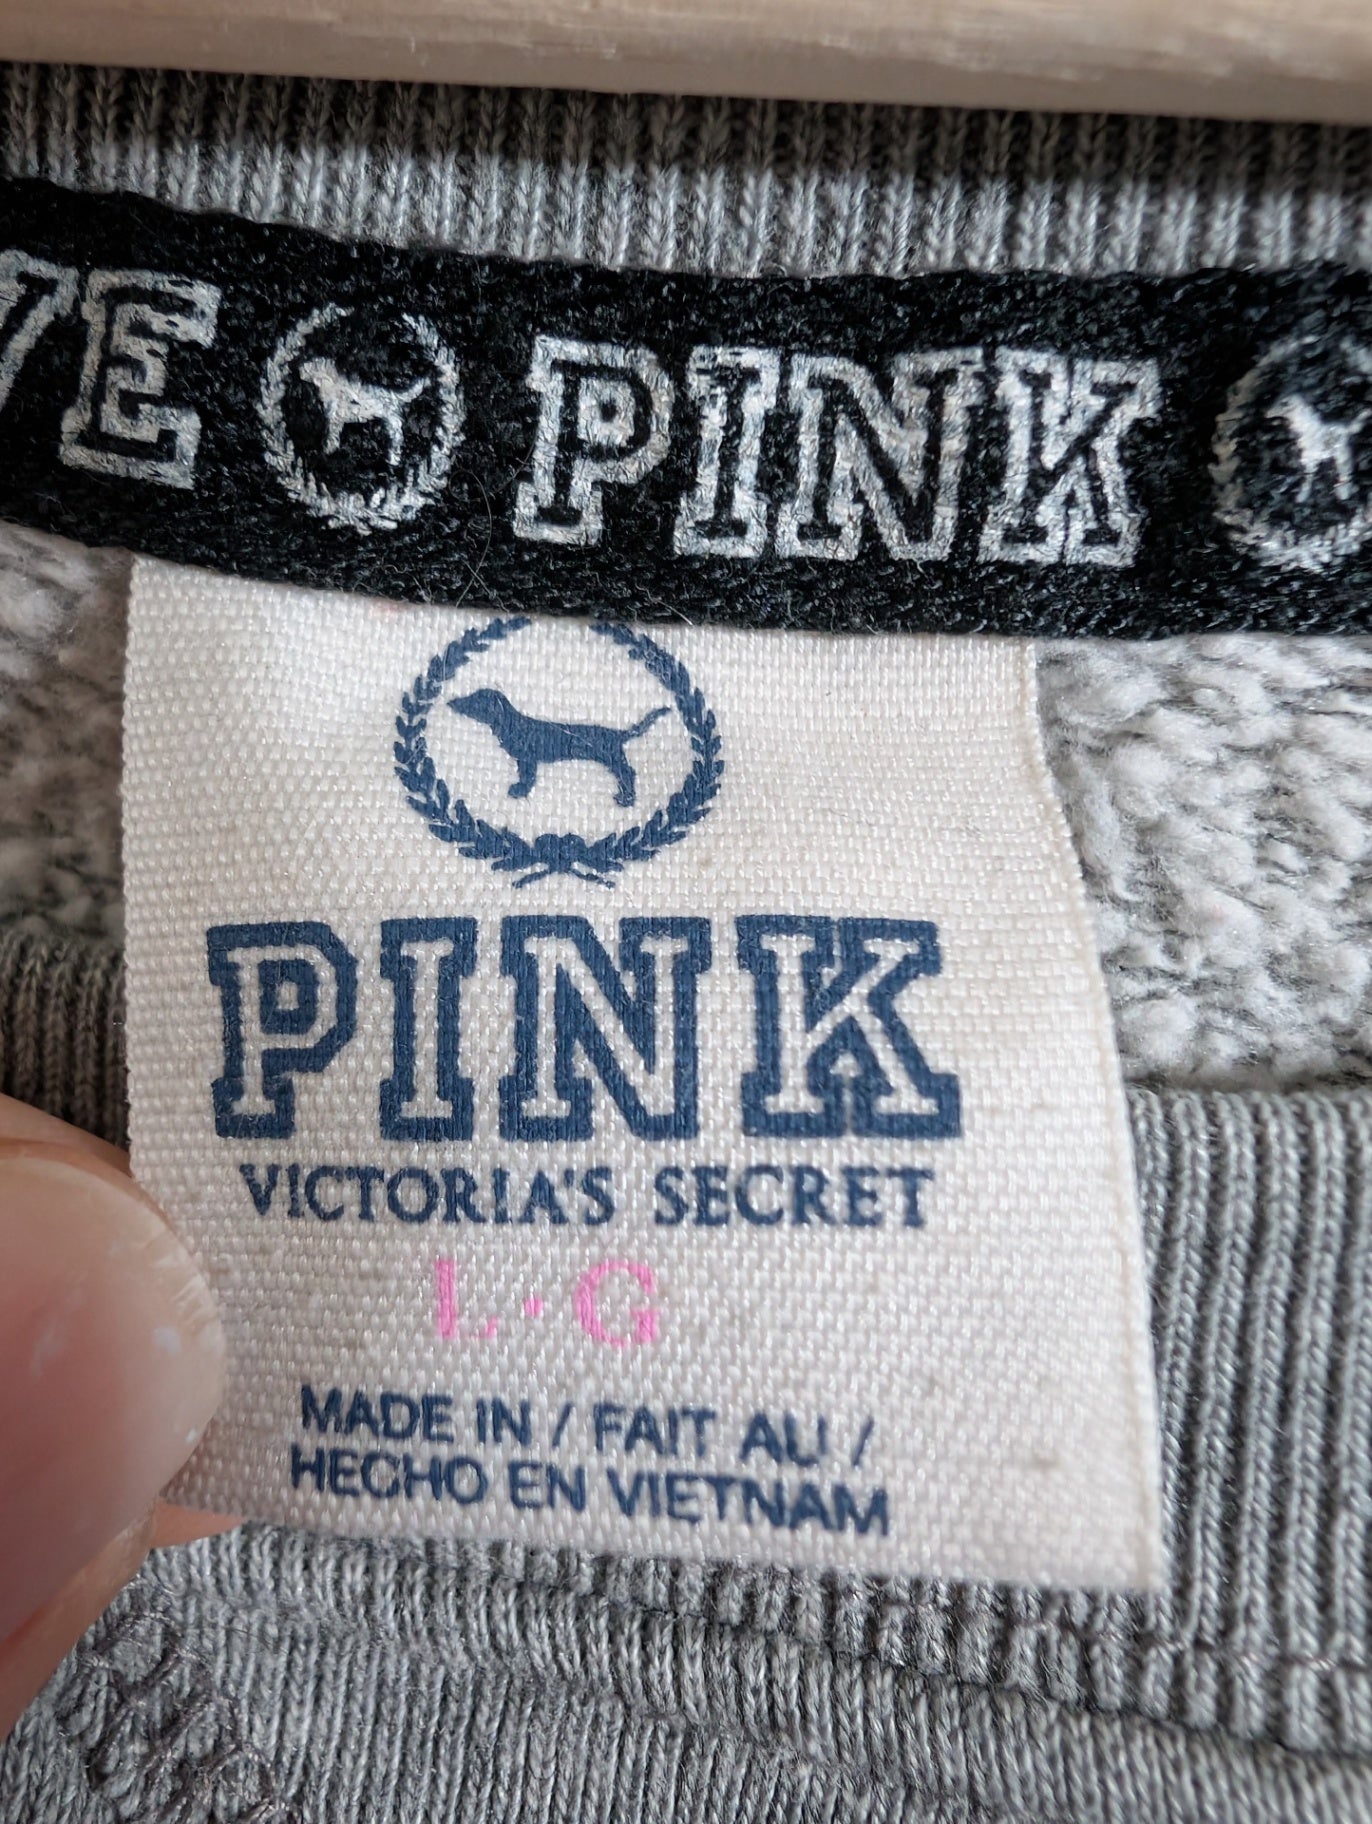 VE PINK
PINK
VICTORIA'S SECRET
L·G
MADE IN / FAIT AU /
HECHO EN VIETNAM